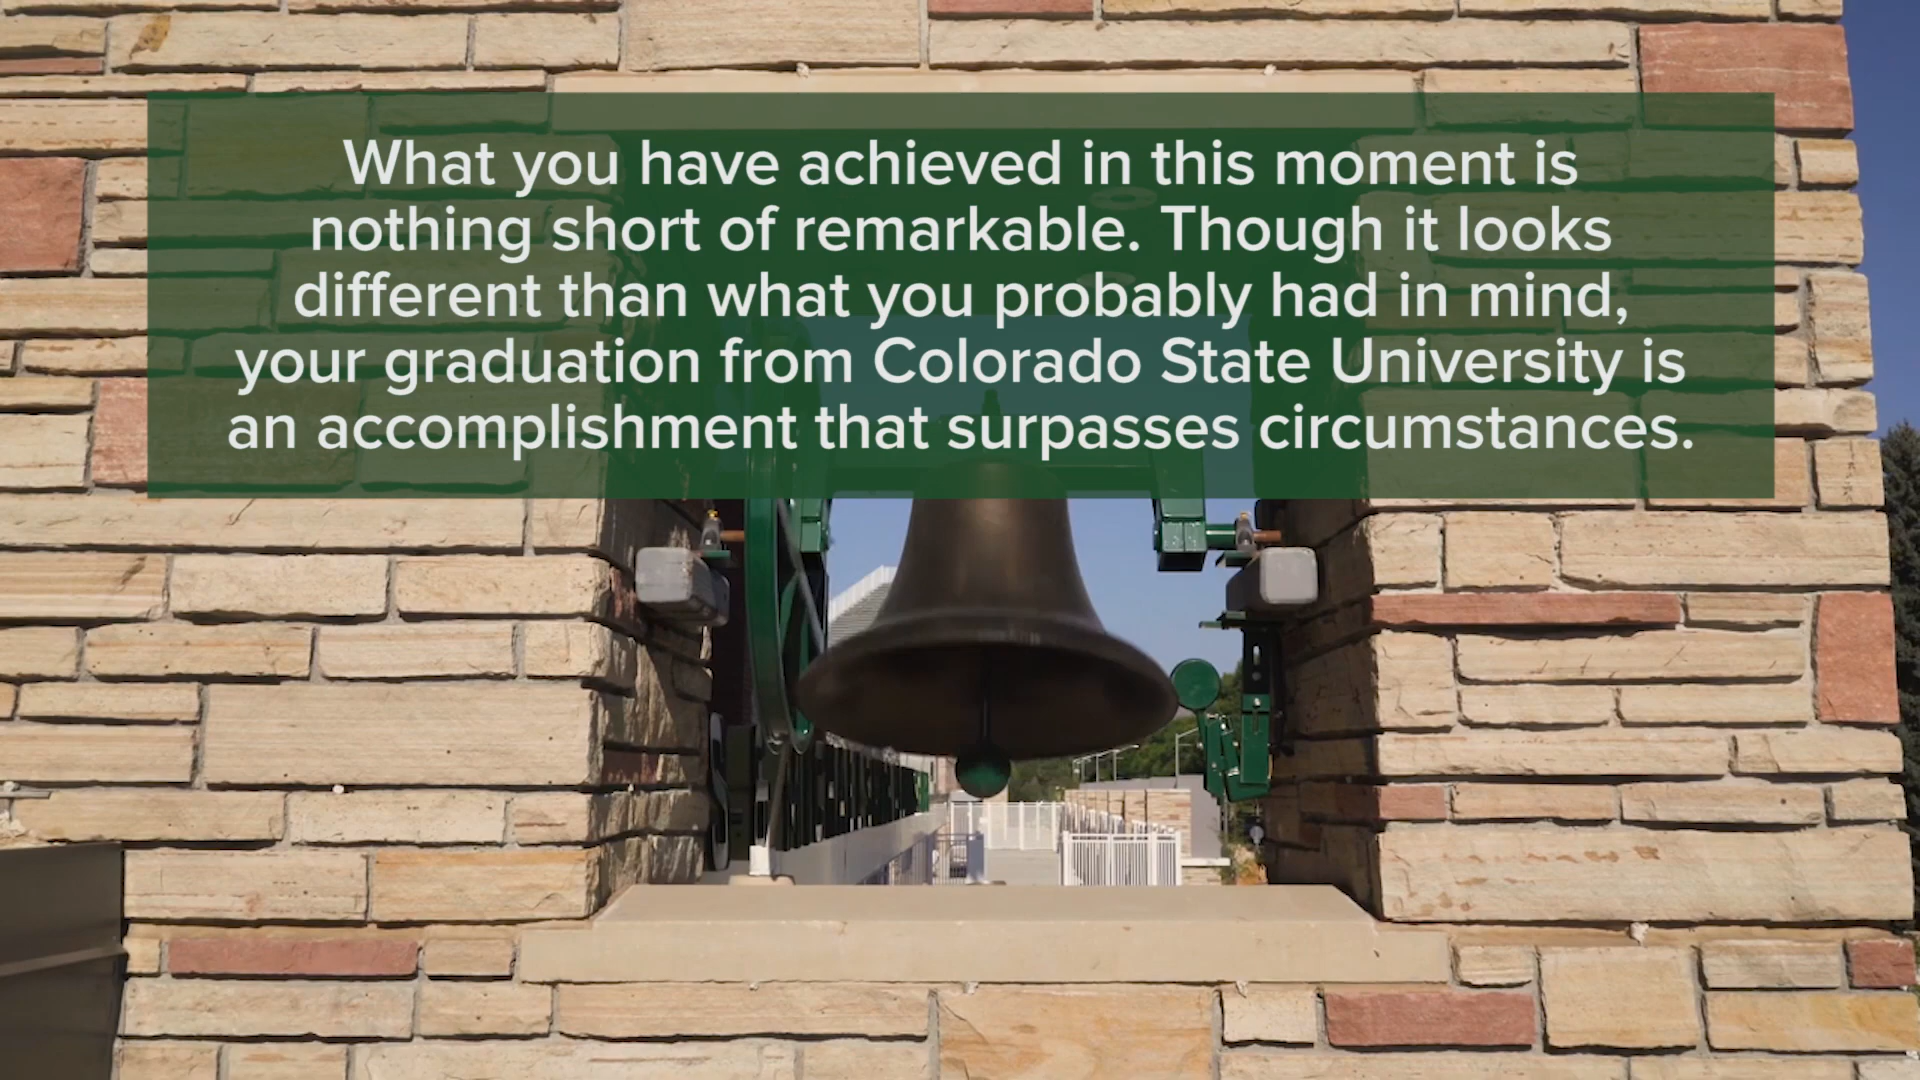 What you have achieved in this moment is
nothing short of remarkable. Though it looks
different than what you probably had in mind,
your graduation from Colorado State University is
an accomplishment that surpasses circumstances.